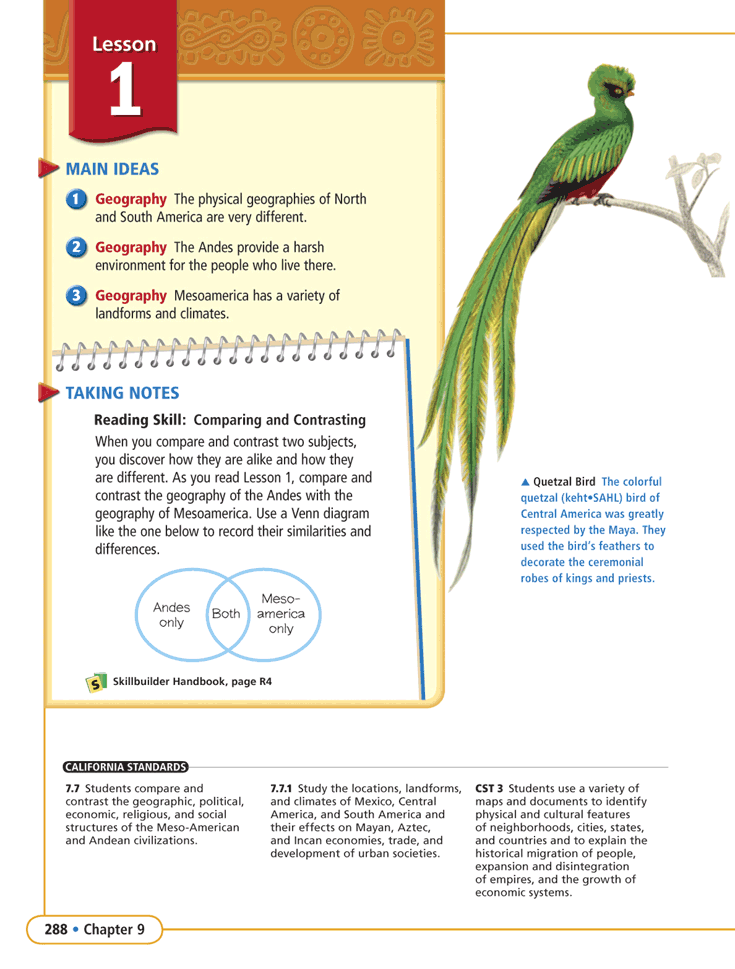 Lesson
1
MAIN IDEAS
1 Geography The physical geographies of North
and South America are very different.
2 Geography The Andes provide a harsh
environment for the people who live there.
3 Geography Mesoamerica has a variety of
landforms and climates.
TAKING NOTES
Reading Skill: Comparing and Contrasting
When you compare and contrast two subjects,
you discover how they are alike and how they
are different. As you read Lesson 1, compare and
contrast the geography of the Andes with the
geography of Mesoamerica. Use a Venn diagram
like the one below to record their similarities and
differences.
Andes
only
Both
Meso-
america
only
S
Skillbuilder Handbook, page R4
▲ Quetzal Bird The colorful
quetzal (keht•SAHL) bird of
Central America was greatly
respected by the Maya. They
used the bird's feathers to
decorate the ceremonial
robes of kings and priests.
CALIFORNIA STANDARDS
7.7 Students compare and
contrast the geographic, political,
economic, religious, and social
structures of the Meso-American
and Andean civilizations.
7.7.1 Study the locations, landforms,
and climates of Mexico, Central
America, and South America and
their effects on Mayan, Aztec,
and Incan economies, trade, and
development of urban societies.
CST 3 Students use a variety of
maps and documents to identify
physical and cultural features
of neighborhoods, cities, states,
and countries and to explain the
historical migration of people,
expansion and disintegration
of empires, and the growth of
economic systems.
288 • Chapter 9